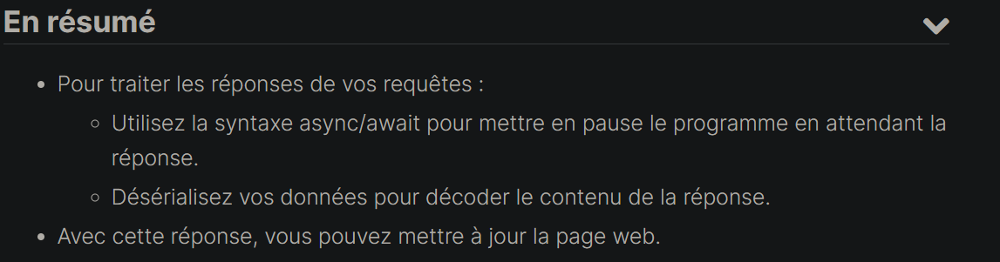 En résumé
Pour traiter les réponses de vos requêtes :
Utilisez la syntaxe async/await pour mettre en pause le programme en attendant la
réponse.
Désérialisez vos données pour décoder le contenu de la réponse.
Avec cette réponse, vous pouvez mettre à jour la page web.